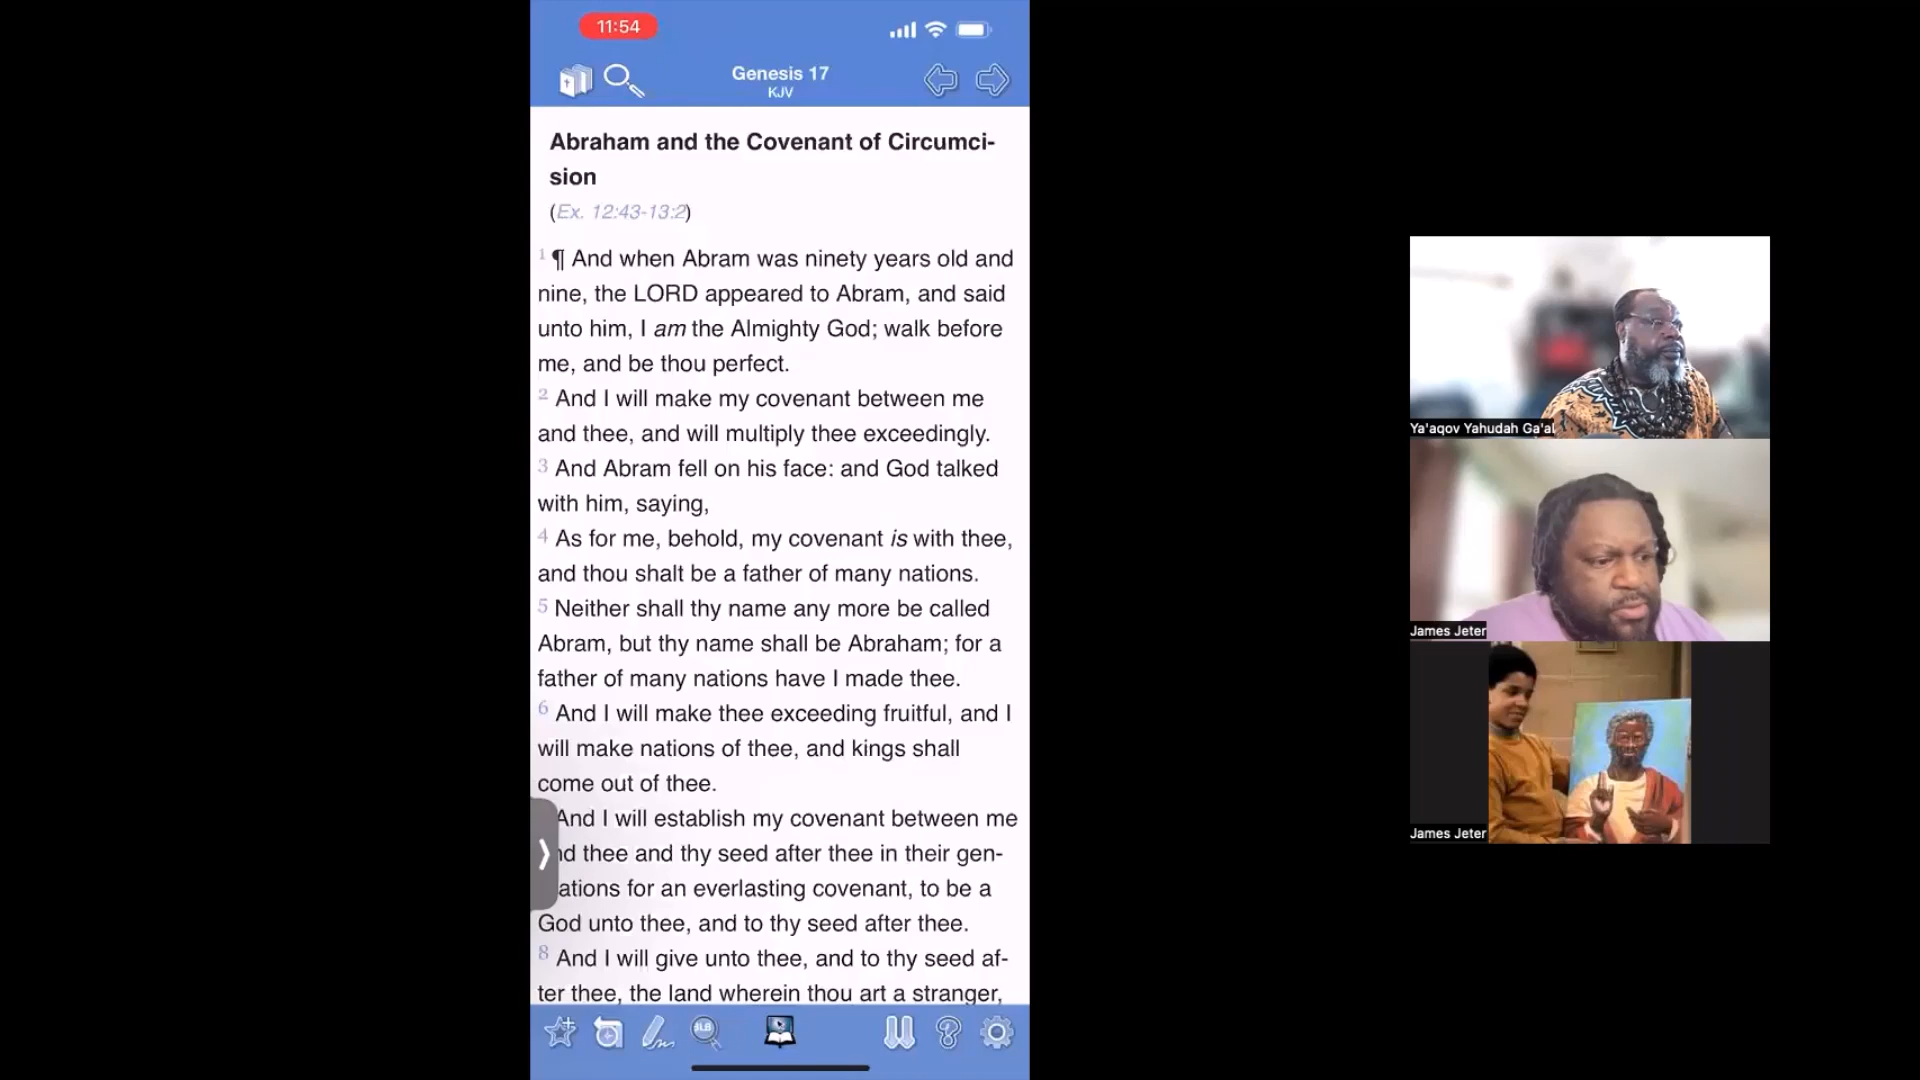 11:54
Genesis 17
KJV
Abraham and the Covenant of Circumci-
sion
(Ex. 12:43-13:2)
1 ¶ And when Abram was ninety years old and
nine, the LORD appeared to Abram, and said
unto him, I am the Almighty God; walk before
me, and be thou perfect.
2 And I will make my covenant between me
and thee, and will multiply thee exceedingly.
3 And Abram fell on his face: and God talked
with him, saying,
4 As for me, behold, my covenant is with thee,
and thou shalt be a father of many nations.
5 Neither shall thy name any more be called
Abram, but thy name shall be Abraham; for a
father of many nations have I made thee.
6 And I will make thee exceeding fruitful, and I
will make nations of thee, and kings shall
come out of thee.
And I will establish my covenant between me
nd thee and thy seed after thee in their gen-
ations for an everlasting covenant, to be a
God unto thee, and to thy seed after thee.
8 And I will give unto thee, and to thy seed af-
ter thee, the land wherein thou art a stranger,
BLB
Ya'aqov Yahudah Ga'al
James Jeter
James Jeter